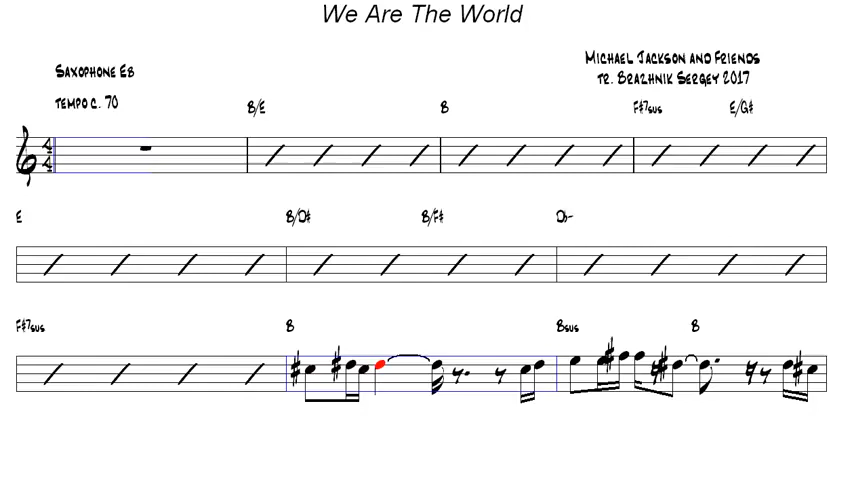 We Are The World
Michael Jackson and Friends
Saxophone Eb
tr. Brazhnik Sergey 2017
tempo c. 70
B/E B F#7sus E/G#
E B/D# B/F# Db-
F#7sus B Bsus B